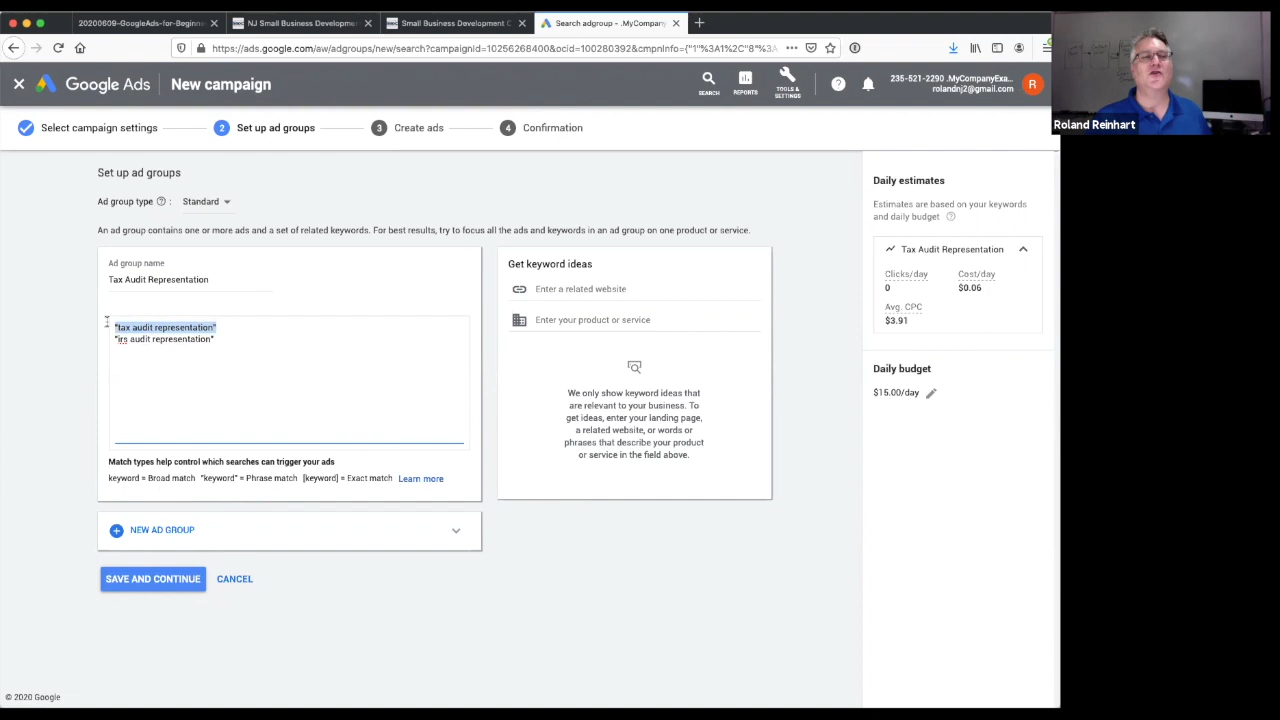 20200609-GoogleAds-for-Beginne
NJ Small Business Developme
Small Business Development C
Search adgroup - .MyCompany
https://ads.google.com/aw/adgroups/new/search?campaignId=10256268400&ocid=100280392&cmpnInfo={"1"%3A1%2C"8"%3A
Google Ads
New campaign
SEARCH
REPORTS
TOOLS &
SETTINGS
235-521-2290 .MyCompanyExa...
rolandnj2@gmail.com
R
Roland Reinhart
Select campaign settings
2 Set up ad groups
3 Create ads
4 Confirmation
Set up ad groups
Ad group type ? : Standard
An ad group contains one or more ads and a set of related keywords. For best results, try to focus all the ads and keywords in an ad group on one product or service.
Ad group name
Tax Audit Representation
"tax audit representation"
"irs audit representation"
Match types help control which searches can trigger your ads
keyword = Broad match "keyword" = Phrase match [keyword] = Exact match Learn more
NEW AD GROUP
SAVE AND CONTINUE
CANCEL
Get keyword ideas
Enter a related website
Enter your product or service
We only show keyword ideas that
are relevant to your business. To
get ideas, enter your landing page,
a related website, or words or
phrases that describe your product
or service in the field above.
Daily estimates
Estimates are based on your keywords
and daily budget ?
Tax Audit Representation
Clicks/day Cost/day
0 $0.06
Avg. CPC
$3.91
Daily budget
$15.00/day
© 2020 Google